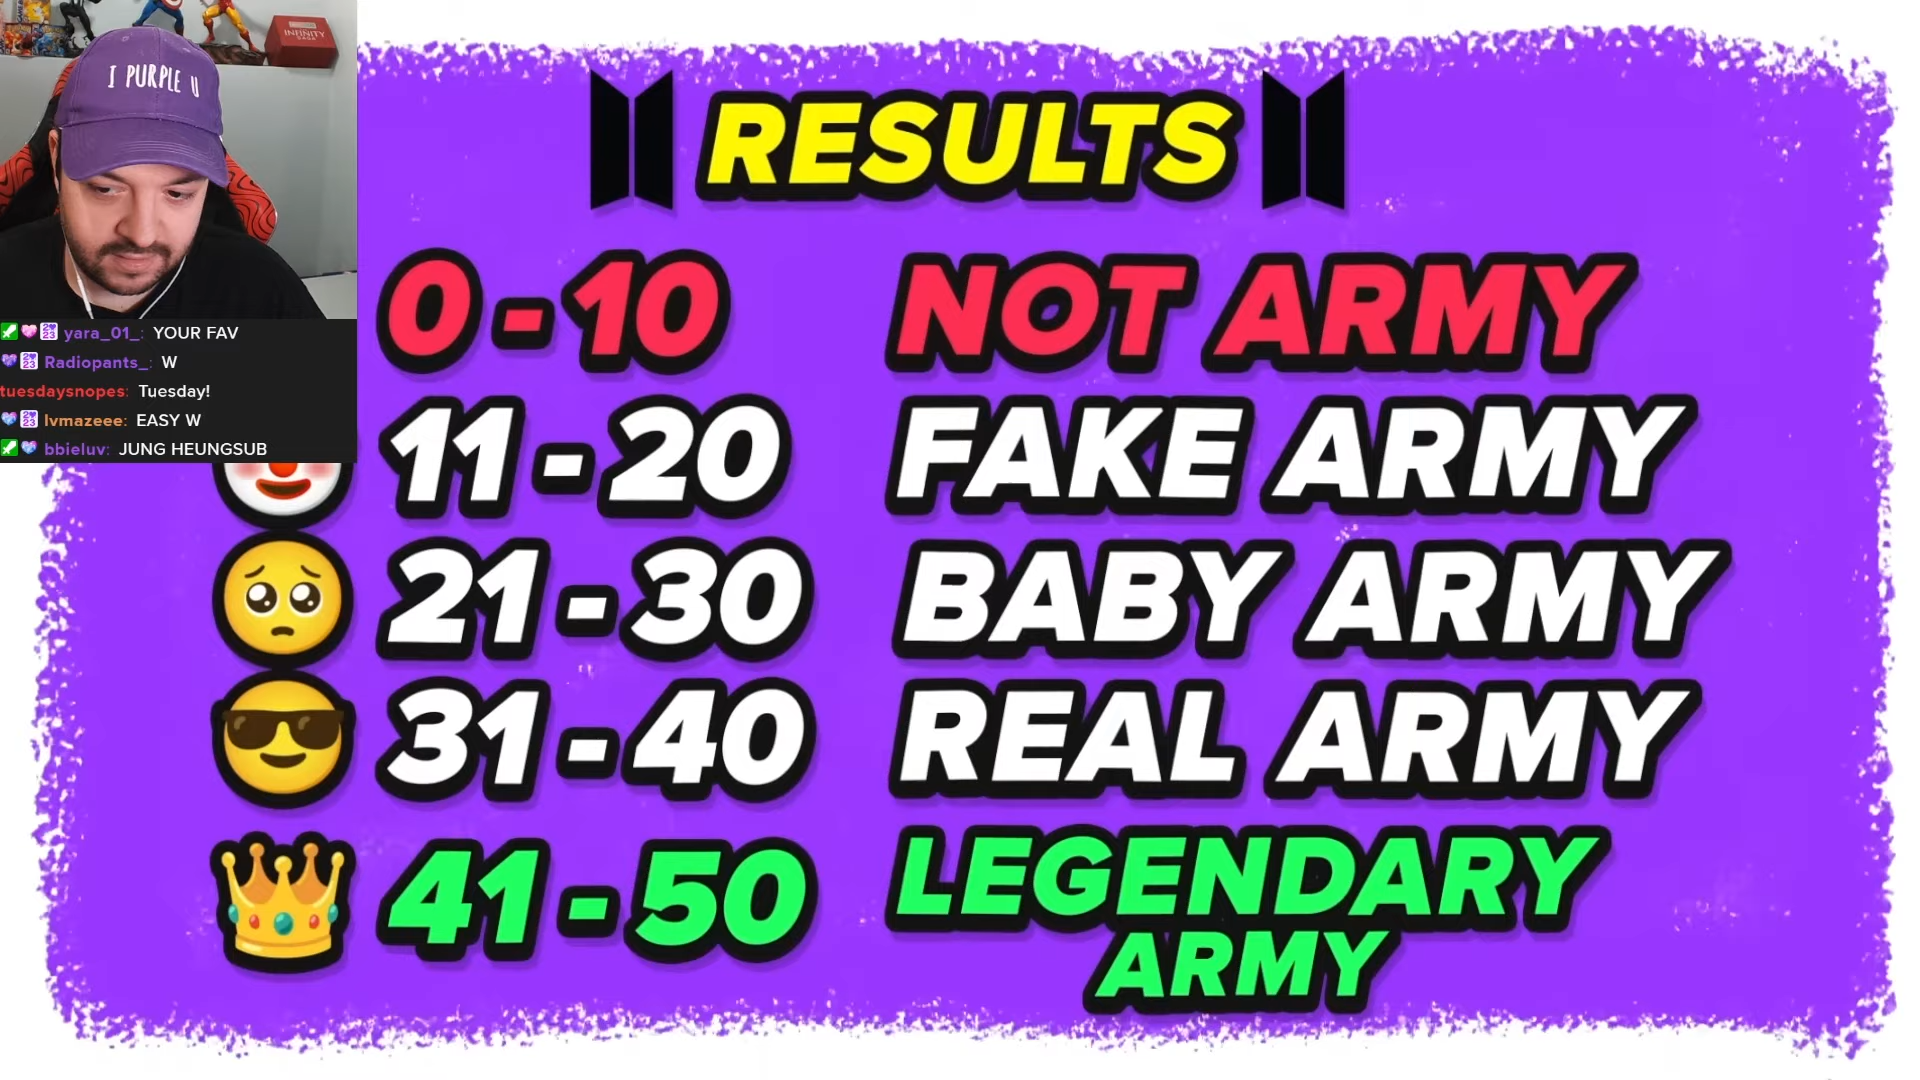 INFINITY
SAGA
I PURPLE U
yara_01_: YOUR FAV
Radiopants_: W
tuesdaysnopes: Tuesday!
lvmazeee: EASY W
bbieluv: JUNG HEUNGSUB
RESULTS
0 - 10 NOT ARMY
11 - 20 FAKE ARMY
21 - 30 BABY ARMY
31 - 40 REAL ARMY
41 - 50 LEGENDARY
ARMY